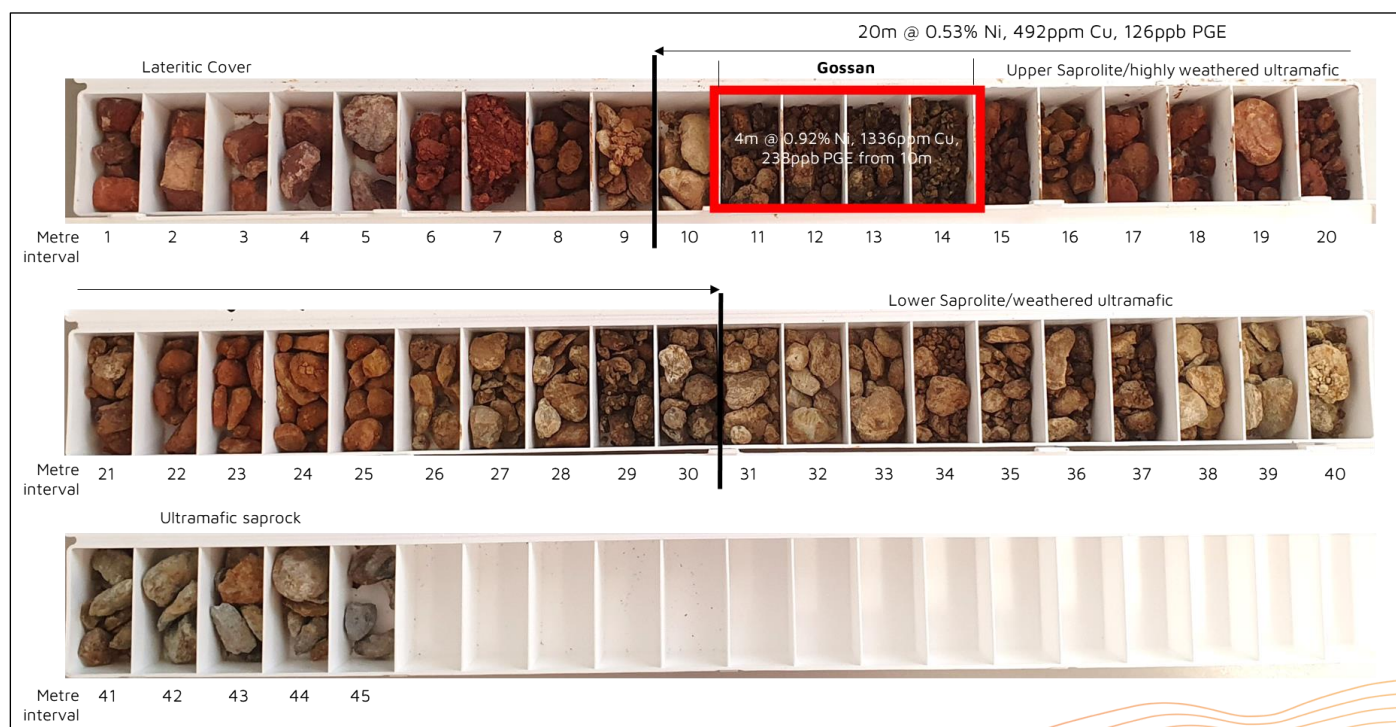 20m @ 0.53% Ni, 492ppm Cu, 126ppb PGE
Lateritic Cover
Gossan
Upper Saprolite/highly weathered ultramafic
4m @ 0.92% Ni, 1336ppm Cu,
238ppb PGE from 10m
Metre interval 1 2 3 4 5 6 7 8 9 10 11 12 13 14 15 16 17 18 19 20
Lower Saprolite/weathered ultramafic
Metre interval 21 22 23 24 25 26 27 28 29 30 31 32 33 34 35 36 37 38 39 40
Ultramafic saprock
Metre interval 41 42 43 44 45